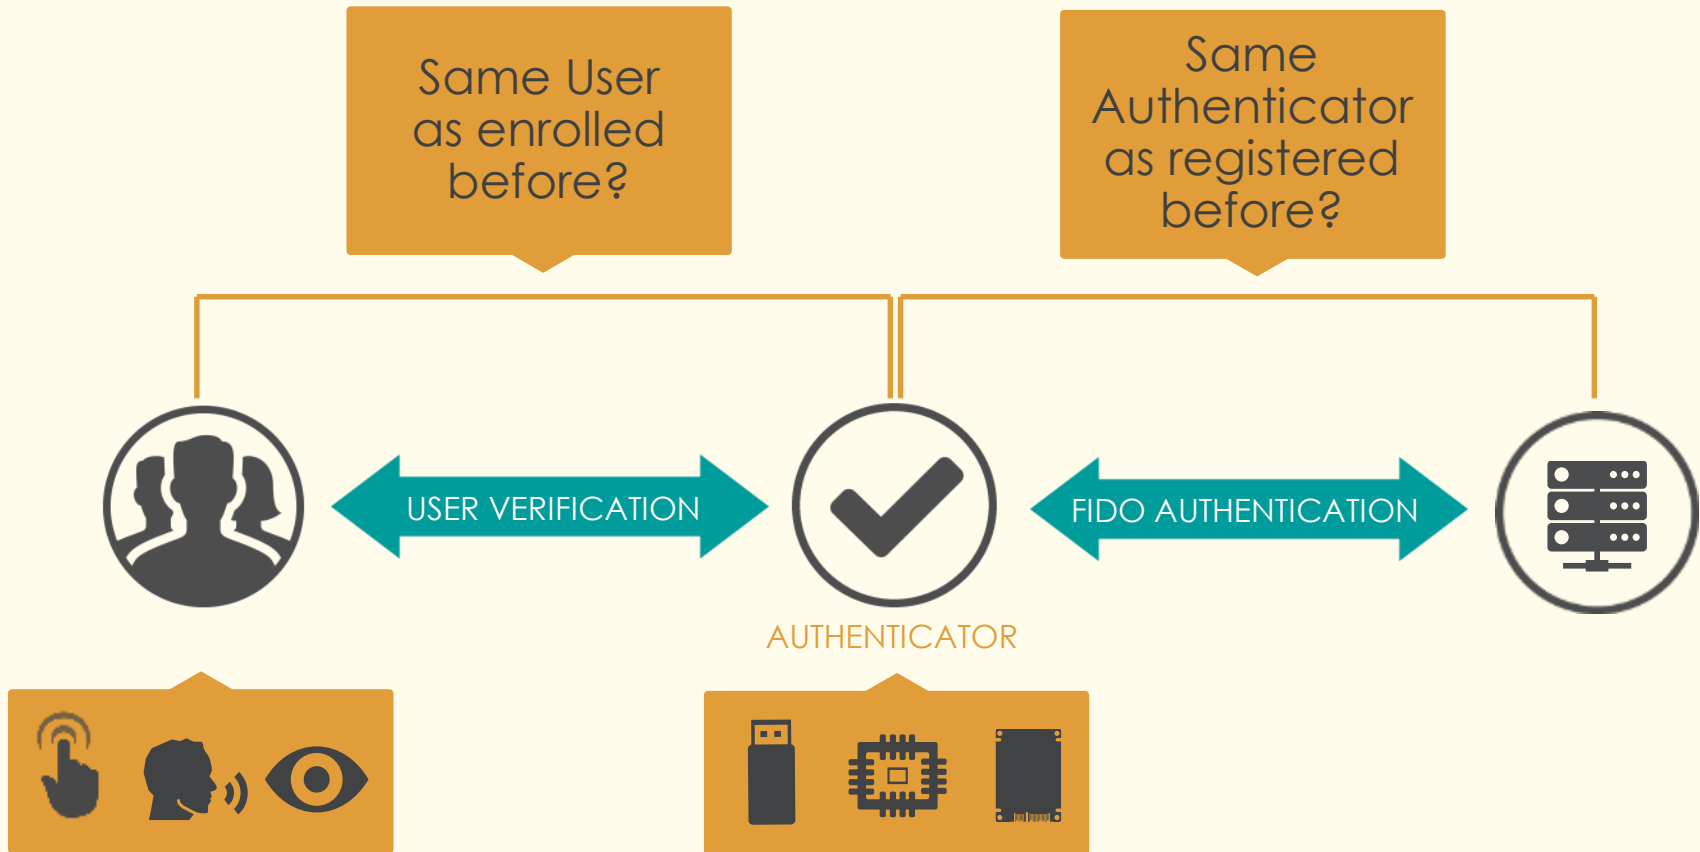 Same User
as enrolled
before?
Same
Authenticator
as registered
before?
USER VERIFICATION
FIDO AUTHENTICATION
AUTHENTICATOR